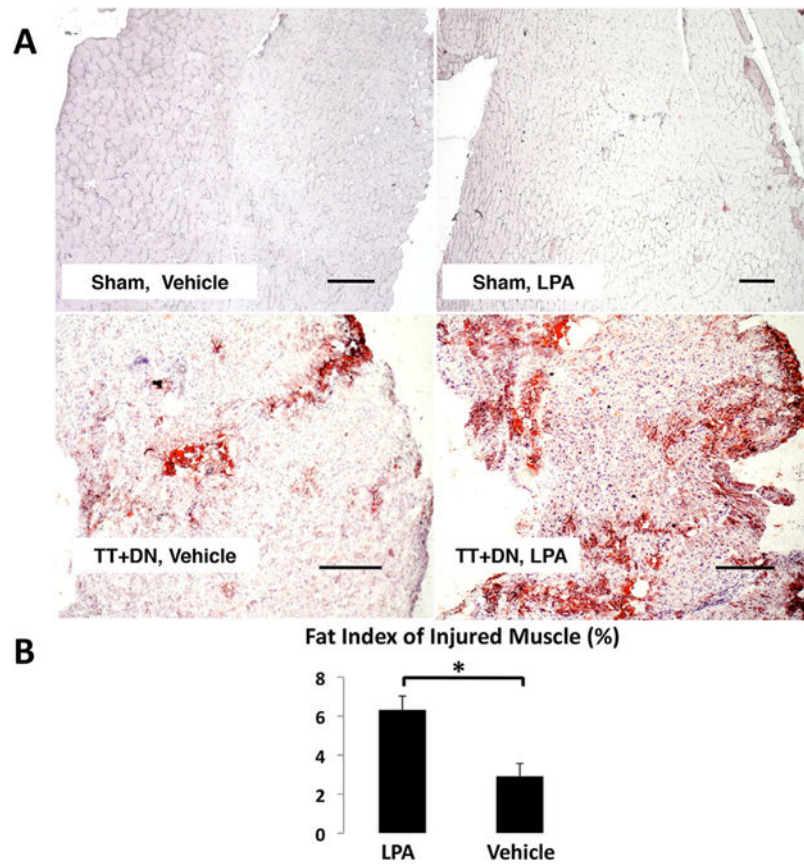 A
Sham, Vehicle
Sham, LPA
TT+DN, Vehicle
TT+DN, LPA
B
Fat Index of Injured Muscle (%)
*
8
6
4
2
0
LPA
Vehicle